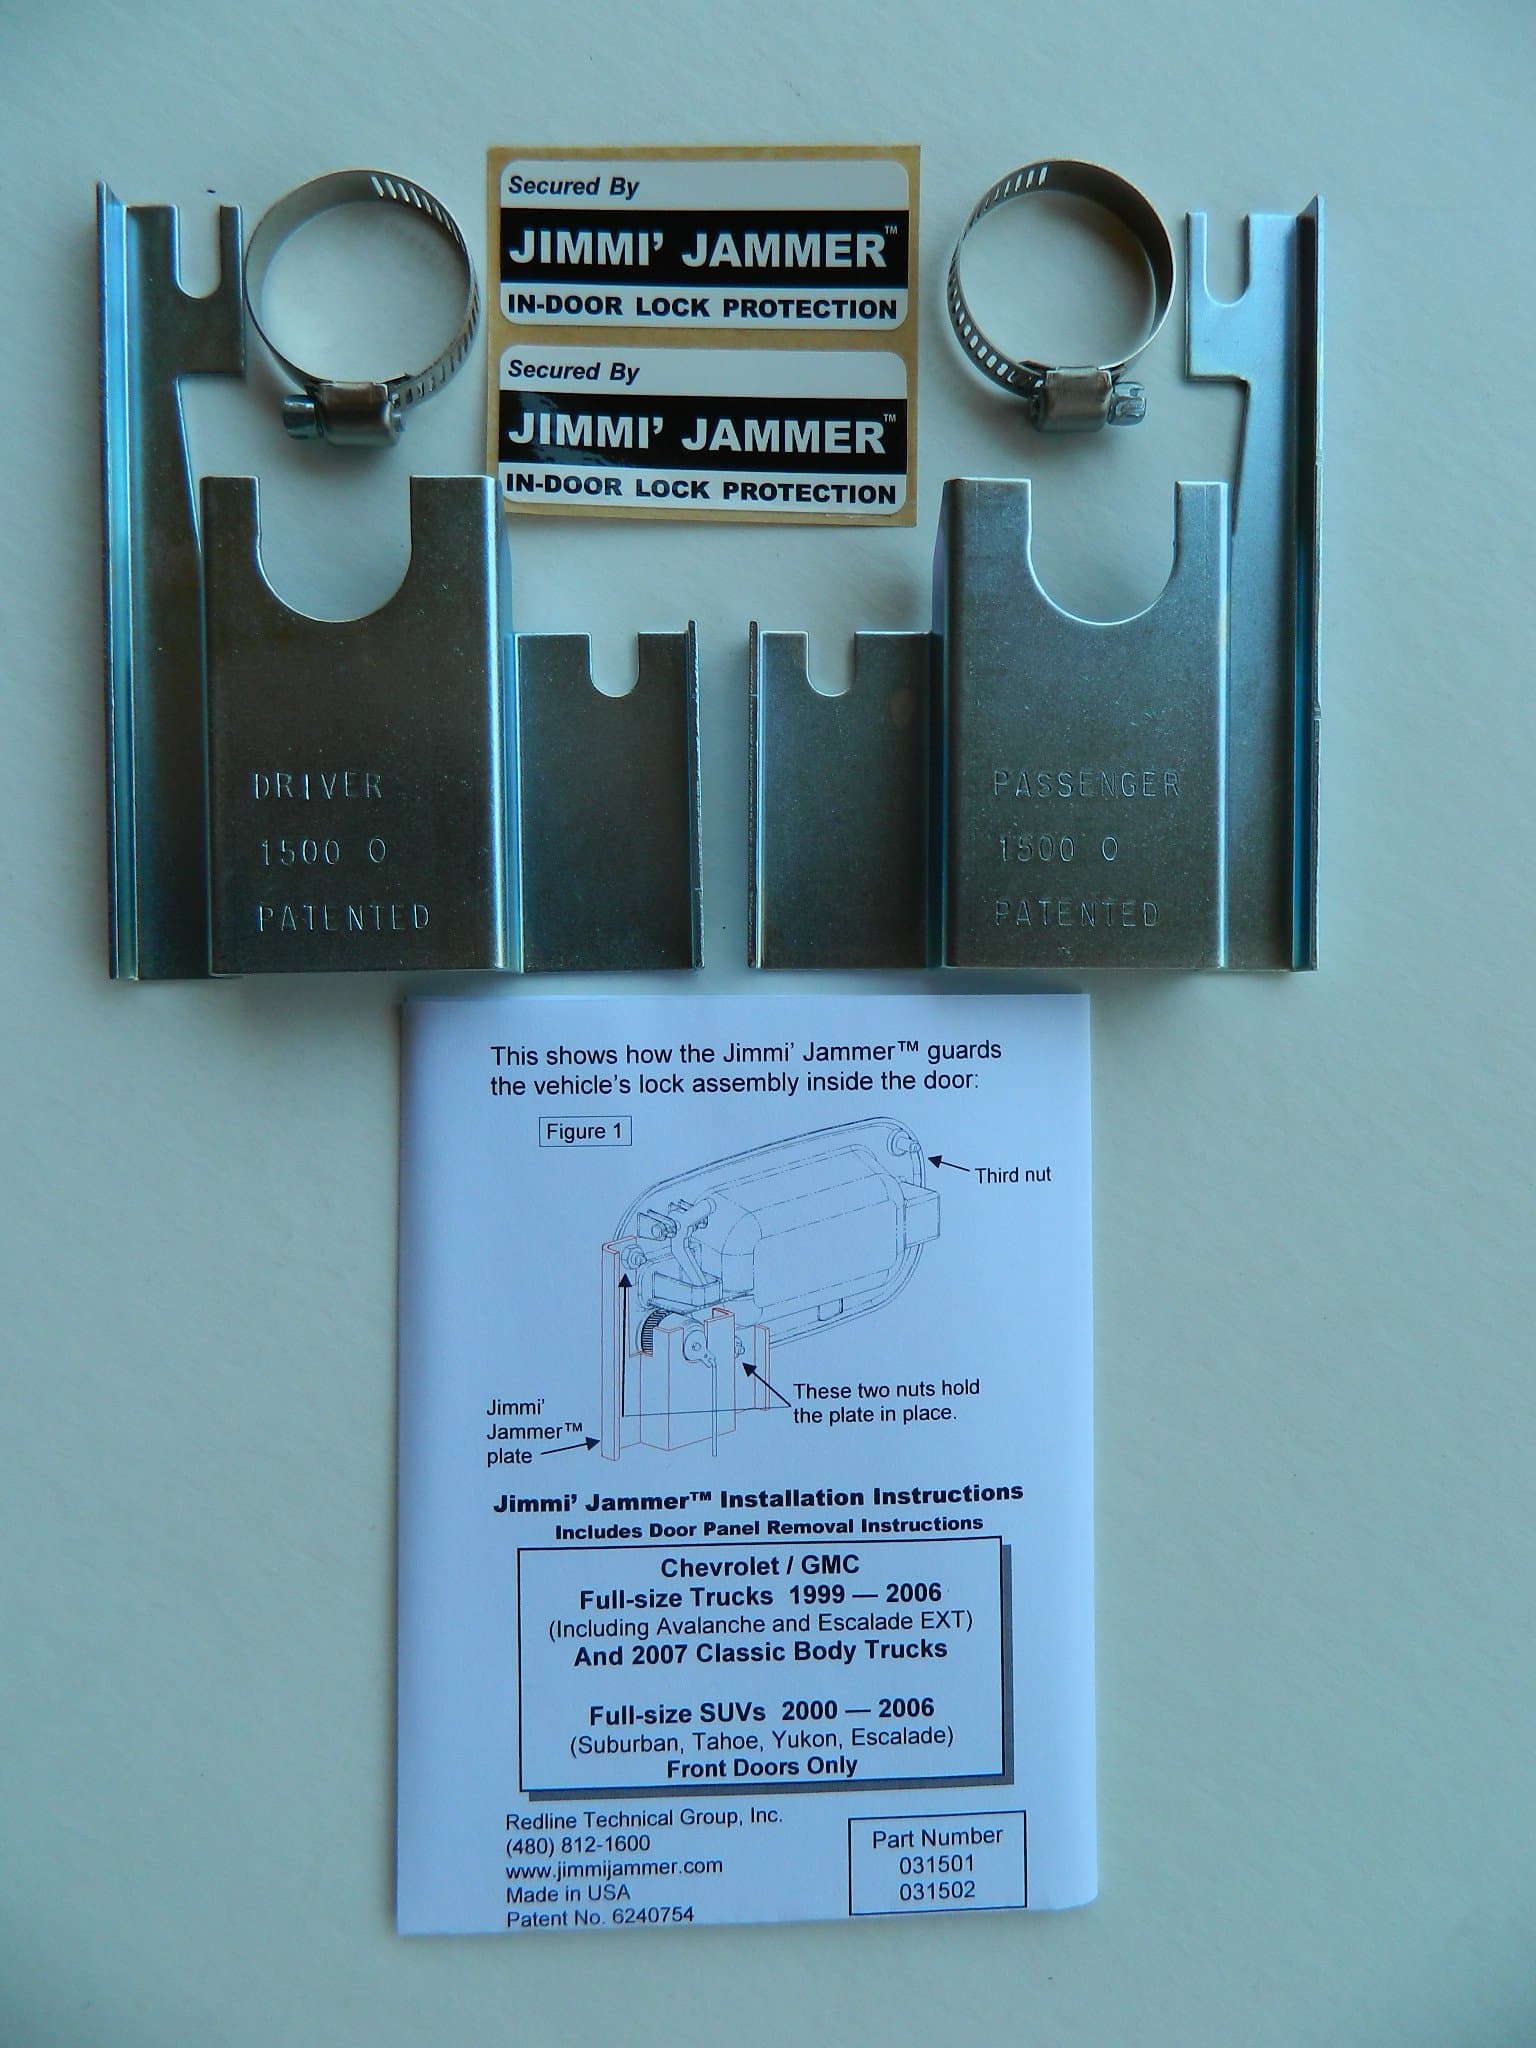 Secured By
JIMMI' JAMMER™
IN-DOOR LOCK PROTECTION
Secured By
JIMMI' JAMMER™
IN-DOOR LOCK PROTECTION
DRIVER
1500 O
PATENTED
PASSENGER
1500 O
PATENTED
This shows how the Jimmi' Jammer™ guards
the vehicle's lock assembly inside the door:
Figure 1
Third nut
These two nuts hold
the plate in place.
Jimmi'
Jammer™
plate
Jimmi' Jammer™ Installation Instructions
Includes Door Panel Removal Instructions
Chevrolet / GMC
Full-size Trucks 1999 — 2006
(Including Avalanche and Escalade EXT)
And 2007 Classic Body Trucks
Full-size SUVs 2000 — 2006
(Suburban, Tahoe, Yukon, Escalade)
Front Doors Only
Redline Technical Group, Inc.
(480) 812-1600
www.jimmijammer.com
Made in USA
Patent No. 6240754
Part Number
031501
031502